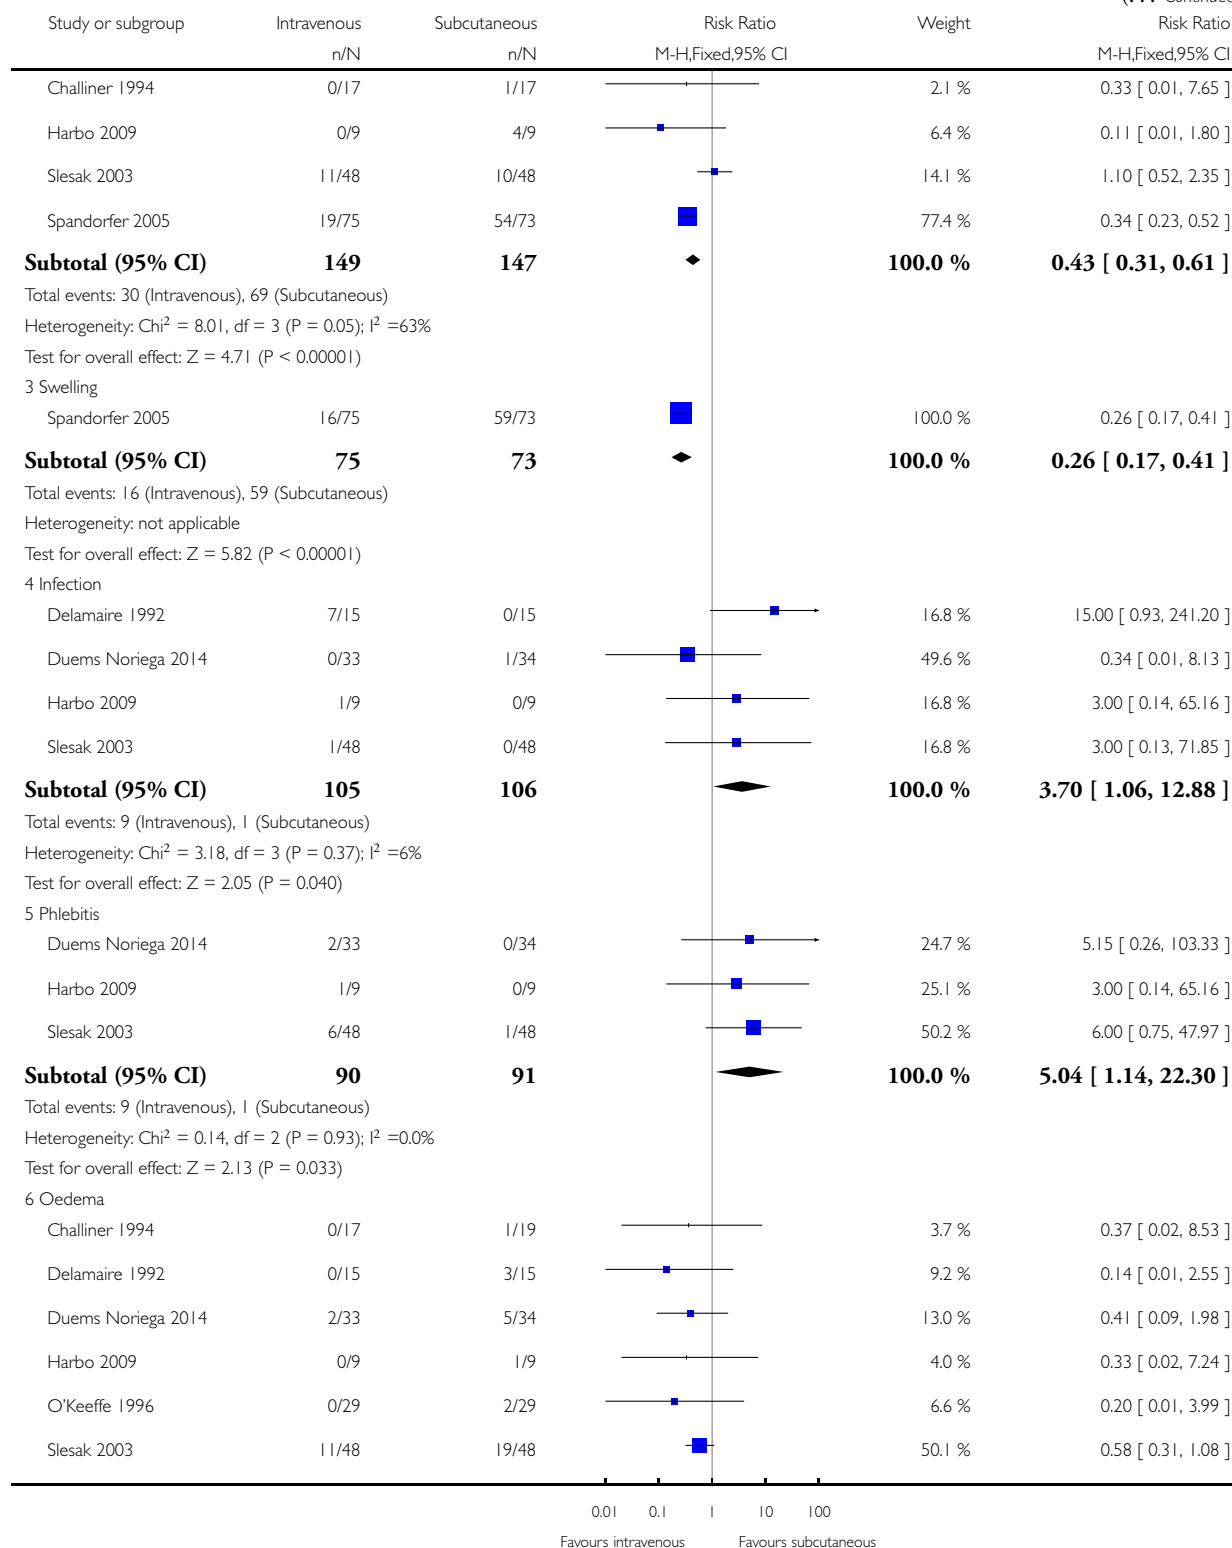 Continued
Study or subgroup Intravenous Subcutaneous Risk Ratio Weight Risk Ratio
n/N n/N M-H,Fixed,95% CI M-H,Fixed,95% CI
Challiner 1994 0/17 1/17 2.1 % 0.33 [ 0.01, 7.65 ]
Harbo 2009 0/9 4/9 6.4 % 0.11 [ 0.01, 1.80 ]
Slesak 2003 11/48 10/48 14.1 % 1.10 [ 0.52, 2.35 ]
Spandorfer 2005 19/75 54/73 77.4 % 0.34 [ 0.23, 0.52 ]
Subtotal (95% CI) 149 147 100.0 % 0.43 [ 0.31, 0.61 ]
Total events: 30 (Intravenous), 69 (Subcutaneous)
Heterogeneity: Chi² = 8.01, df = 3 (P = 0.05); I² =63%
Test for overall effect: Z = 4.71 (P < 0.00001)
3 Swelling
Spandorfer 2005 16/75 59/73 100.0 % 0.26 [ 0.17, 0.41 ]
Subtotal (95% CI) 75 73 100.0 % 0.26 [ 0.17, 0.41 ]
Total events: 16 (Intravenous), 59 (Subcutaneous)
Heterogeneity: not applicable
Test for overall effect: Z = 5.82 (P < 0.00001)
4 Infection
Delamaire 1992 7/15 0/15 16.8 % 15.00 [ 0.93, 241.20 ]
Duems Noriega 2014 0/33 1/34 49.6 % 0.34 [ 0.01, 8.13 ]
Harbo 2009 1/9 0/9 16.8 % 3.00 [ 0.14, 65.16 ]
Slesak 2003 1/48 0/48 16.8 % 3.00 [ 0.13, 71.85 ]
Subtotal (95% CI) 105 106 100.0 % 3.70 [ 1.06, 12.88 ]
Total events: 9 (Intravenous), 1 (Subcutaneous)
Heterogeneity: Chi² = 3.18, df = 3 (P = 0.37); I² =6%
Test for overall effect: Z = 2.05 (P = 0.040)
5 Phlebitis
Duems Noriega 2014 2/33 0/34 24.7 % 5.15 [ 0.26, 103.33 ]
Harbo 2009 1/9 0/9 25.1 % 3.00 [ 0.14, 65.16 ]
Slesak 2003 6/48 1/48 50.2 % 6.00 [ 0.75, 47.97 ]
Subtotal (95% CI) 90 91 100.0 % 5.04 [ 1.14, 22.30 ]
Total events: 9 (Intravenous), 1 (Subcutaneous)
Heterogeneity: Chi² = 0.14, df = 2 (P = 0.93); I² =0.0%
Test for overall effect: Z = 2.13 (P = 0.033)
6 Oedema
Challiner 1994 0/17 1/19 3.7 % 0.37 [ 0.02, 8.53 ]
Delamaire 1992 0/15 3/15 9.2 % 0.14 [ 0.01, 2.55 ]
Duems Noriega 2014 2/33 5/34 13.0 % 0.41 [ 0.09, 1.98 ]
Harbo 2009 0/9 1/9 4.0 % 0.33 [ 0.02, 7.24 ]
O'Keeffe 1996 0/29 2/29 6.6 % 0.20 [ 0.01, 3.99 ]
Slesak 2003 11/48 19/48 50.1 % 0.58 [ 0.31, 1.08 ]
0.01 0.1 1 10 100
Favours intravenous Favours subcutaneous